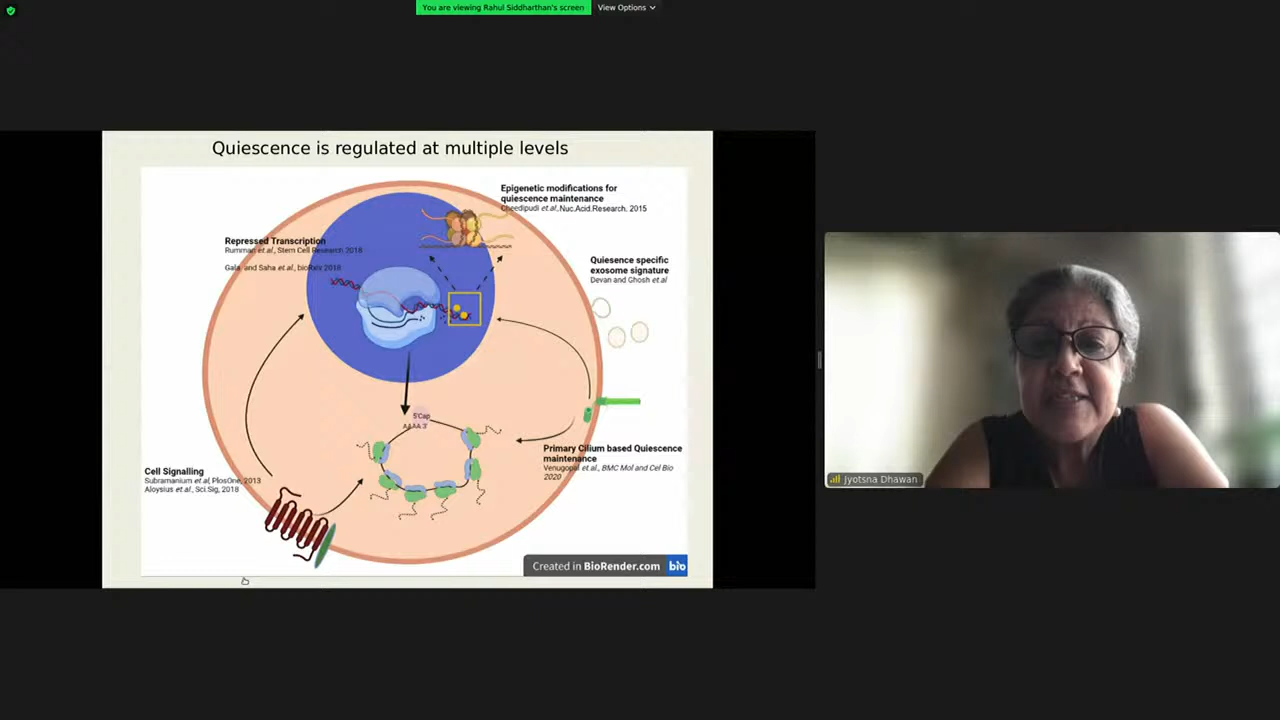 You are viewing Rahul Siddharthan's screen
View Options
Quiescence is regulated at multiple levels
Epigenetic modifications for
quiescence maintenance
Cheedipudi et al., Nuc.Acid.Research. 2015
Repressed Transcription
Rumman et al., Stem Cell Research 2018
Gala and Saha et al., bioRxiv 2018
Quiesence specific
exosome signature
Devan and Ghosh et al
5'Cap
AAAA 3'
Primary Cilium based Quiescence
maintenance
Venugopal et al., BMC Mol and Cel Bio
2020
Cell Signalling
Subramanium et al, PlosOne, 2013
Aloysius et al., Sci.Sig, 2018
Created in BioRender.com bio
Jyotsna Dhawan